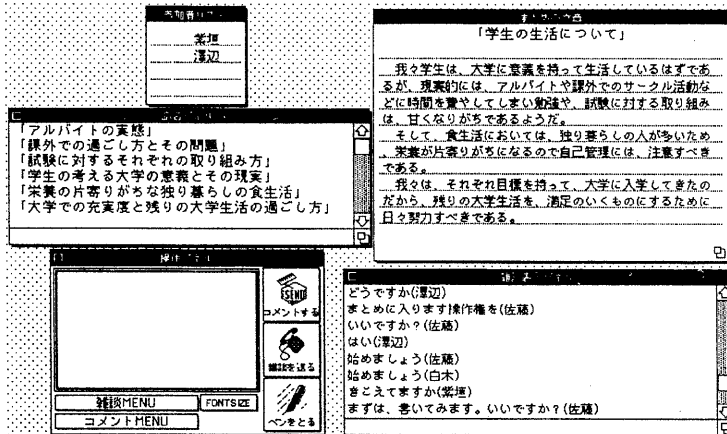 参加者リスト
紫垣
澤辺
「アルバイトの実態」
「課外での過ごし方とその問題」
「試験に対するそれぞれの取り組み方」
「学生の考える大学の意義とその現実」
「栄養の片寄りがちな独り暮らしの食生活」
「大学での充実度と残りの大学生活の過ごし方」
「学生の生活について」
我々学生は、大学に意義を持って生活しているはずであ
るが、現実的には、アルバイトや課外でのサークル活動な
どに時間を費やしてしまい勉強や、試験に対する取り組み
は、甘くなりがちであるようだ。
そして、食生活においては、独り暮らしの人が多いため
、栄養が片寄りがちになるので自己管理には、注意すべき
である。
我々は、それぞれ目標を持って、大学に入学してきたの
だから、残りの大学生活を、満足のいくものにするために
日々努力すべきである。
操作パネル
SEND
コメントする
雑談を送る
ペンをとる
雑談MENU
FONTSIZE
コメントMENU
どうですか(澤辺)
まとめに入ります操作権を(佐藤)
いいですか?(佐藤)
はい(澤辺)
始めましょう(佐藤)
始めましょう(白木)
きこえてますか(紫垣)
まずは、書いてみます。いいですか?(佐藤)